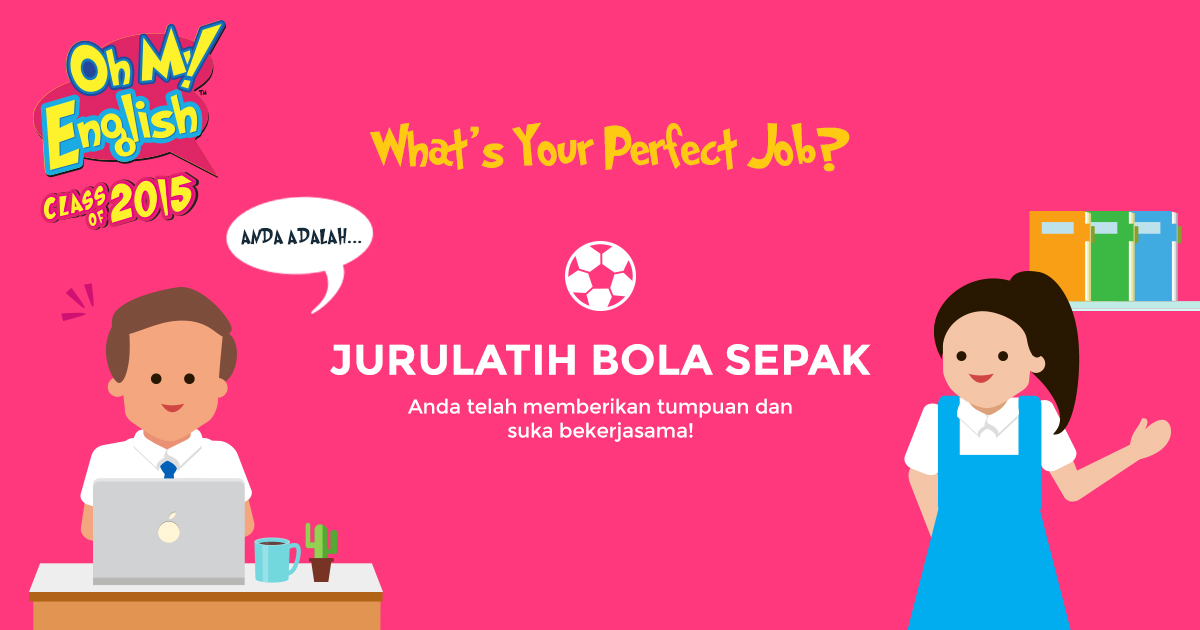 Oh My!
English™
CLASS OF 2015
What's Your Perfect Job?
ANDA ADALAH...
JURULATIH BOLA SEPAK
Anda telah memberikan tumpuan dan
suka bekerjasama!